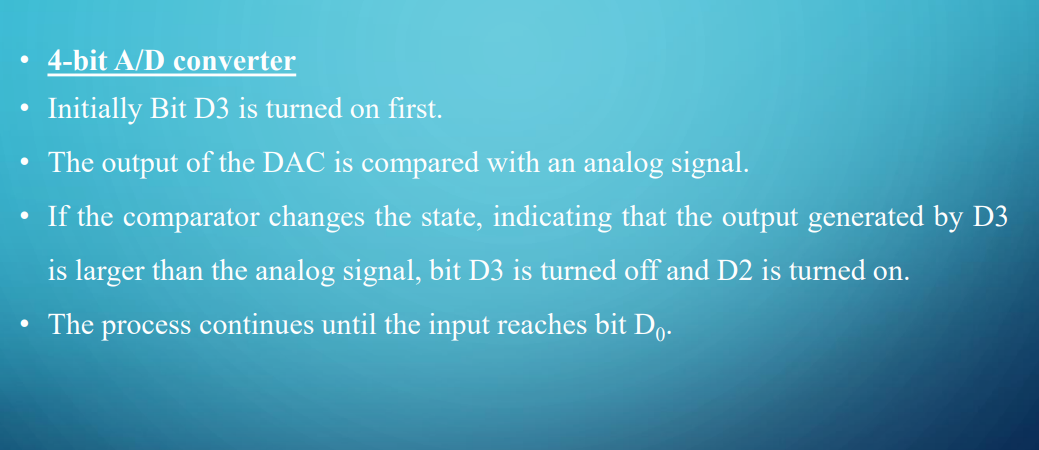 • 4-bit A/D converter
• Initially Bit D3 is turned on first.
• The output of the DAC is compared with an analog signal.
• If the comparator changes the state, indicating that the output generated by D3
is larger than the analog signal, bit D3 is turned off and D2 is turned on.
• The process continues until the input reaches bit D₀.